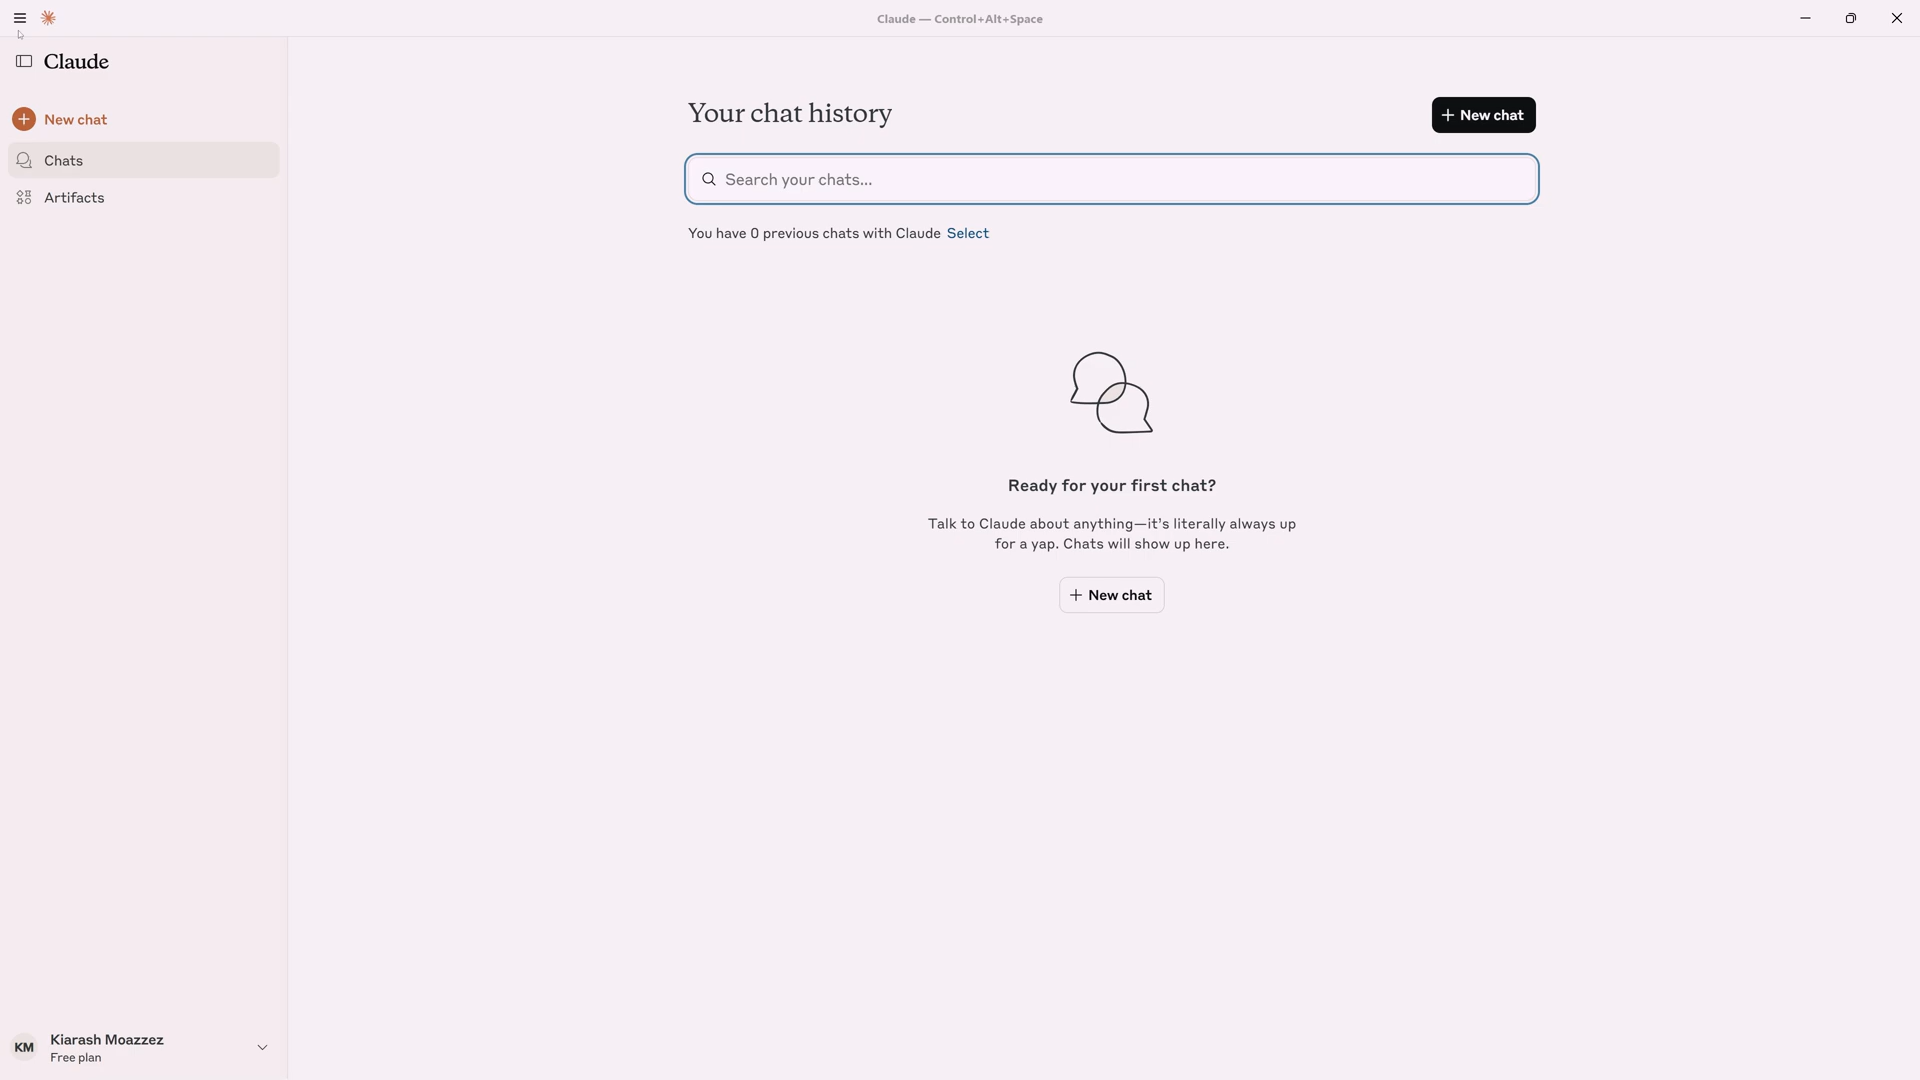 Claude — Control+Alt+Space
Claude
New chat
Chats
Artifacts
Your chat history
New chat
Search your chats...
You have 0 previous chats with Claude Select
Ready for your first chat?
Talk to Claude about anything—it's literally always up
for a yap. Chats will show up here.
New chat
KM
Kiarash Moazzez
Free plan